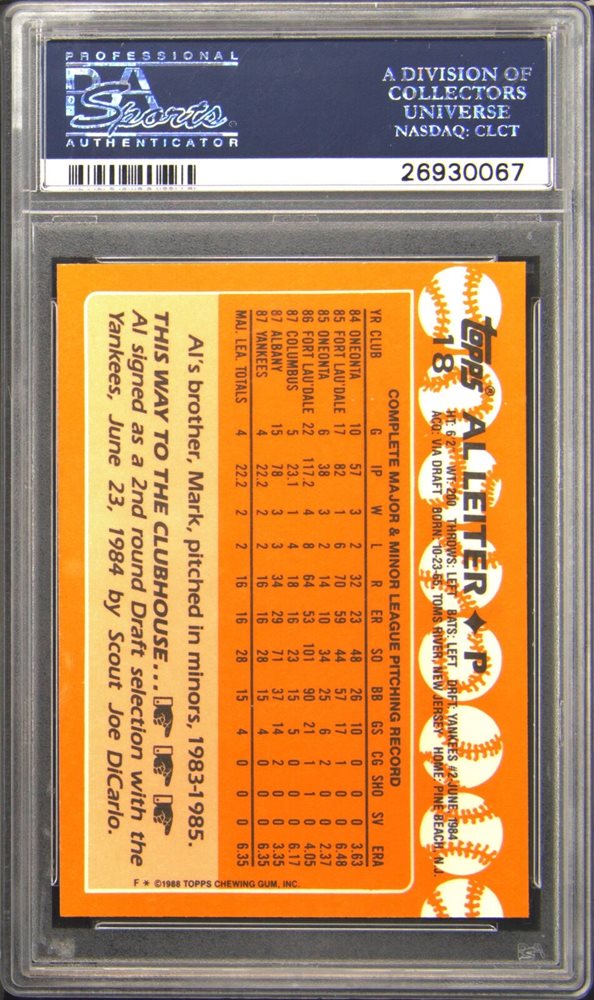 PROFESSIONAL
PSA
Sports
AUTHENTICATOR
A DIVISION OF
COLLECTORS
UNIVERSE
NASDAQ: CLCT
26930067
topps®
18
AL LEITER ♦ P
HT: 6'2" WT: 200 THROWS: LEFT BATS: LEFT DRFT: YANKEES #2-JUNE, 1984
ACQ: VIA DRAFT BORN: 10-23-65, TOMS RIVER, NEW JERSEY HOME: PINE BEACH, N.J.
COMPLETE MAJOR & MINOR LEAGUE PITCHING RECORD
YR CLUB G IP W L R ER SO BB GS CG SHO SV ERA
84 ONEONTA 10 57 3 2 32 23 48 26 10 0 0 0 3.63
85 FORT LAU'DALE 17 82 1 6 70 59 44 57 17 1 0 0 6.48
85 ONEONTA 6 38 3 2 14 10 34 25 6 2 0 0 2.37
86 FORT LAU'DALE 22 117.2 4 8 64 53 101 90 21 1 1 0 4.05
87 COLUMBUS 5 23.1 1 4 18 16 23 15 5 0 0 0 6.17
87 ALBANY 15 78 3 3 34 29 71 37 14 2 0 0 3.35
87 YANKEES 4 22.2 2 2 16 16 28 15 4 0 0 0 6.35
MAJ. LEA. TOTALS 4 22.2 2 2 16 16 28 15 4 0 0 0 6.35
Al's brother, Mark, pitched in minors, 1983-1985.
THIS WAY TO THE CLUBHOUSE...
Al signed as a 2nd round Draft selection with the
Yankees, June 23, 1984 by Scout Joe DiCarlo.
F * ©1988 TOPPS CHEWING GUM, INC.